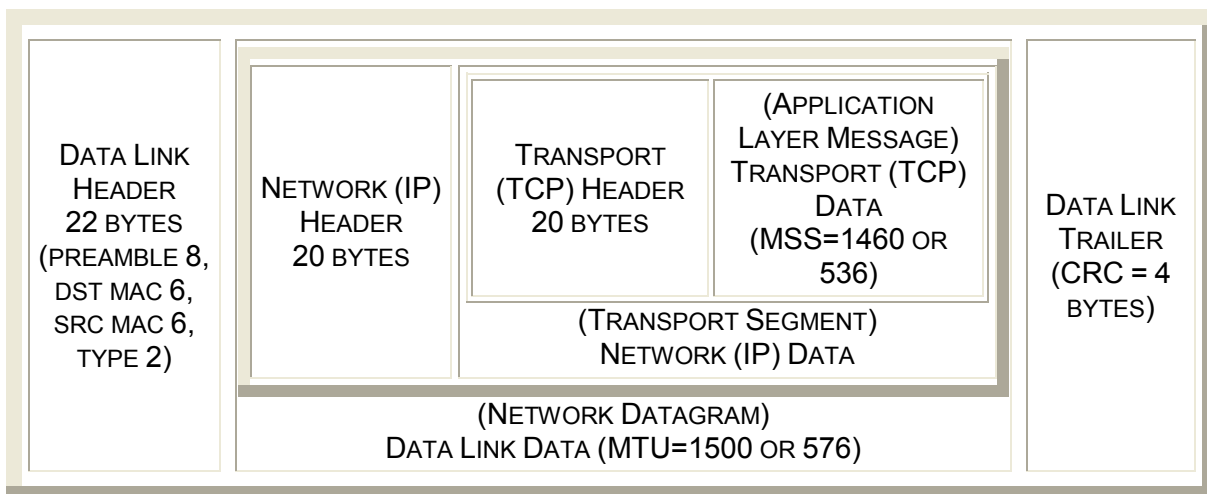 DATA LINK
HEADER
22 BYTES
(PREAMBLE 8,
DST MAC 6,
SRC MAC 6,
TYPE 2)
NETWORK (IP)
HEADER
20 BYTES
TRANSPORT
(TCP) HEADER
20 BYTES
(APPLICATION
LAYER MESSAGE)
TRANSPORT (TCP)
DATA
(MSS=1460 OR
536)
(TRANSPORT SEGMENT)
NETWORK (IP) DATA
(NETWORK DATAGRAM)
DATA LINK DATA (MTU=1500 OR 576)
DATA LINK
TRAILER
(CRC = 4
BYTES)